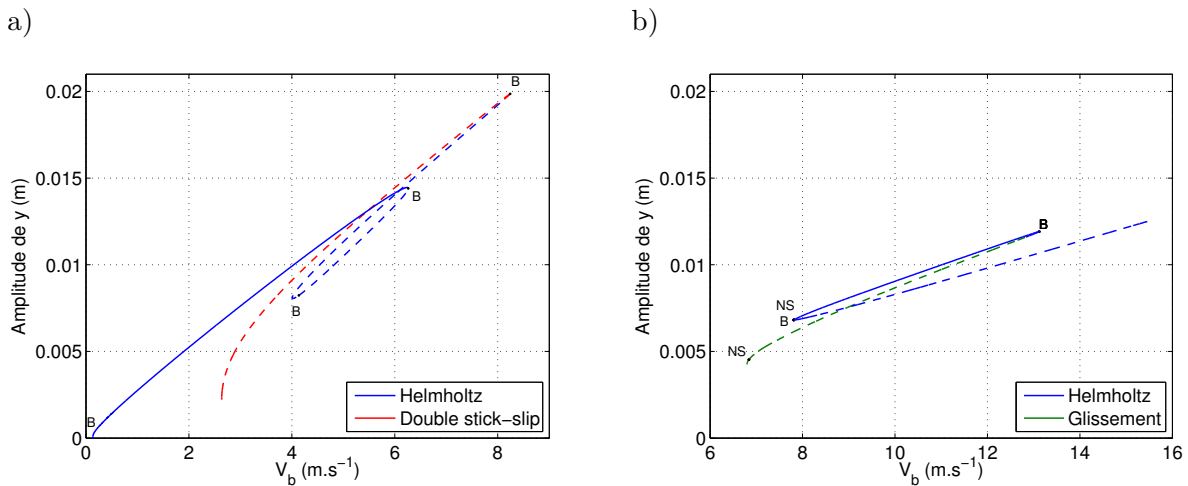 a)
0.02
0.015
0.01
0.005
0
Amplitude de y (m)
B
B
B
B
Helmholtz
Double stick−slip
0 2 4 6 8
V_b (m.s⁻¹)
b)
0.02
0.015
0.01
0.005
0
Amplitude de y (m)
B
NS
B
NS
Helmholtz
Glissement
6 8 10 12 14 16
V_b (m.s⁻¹)